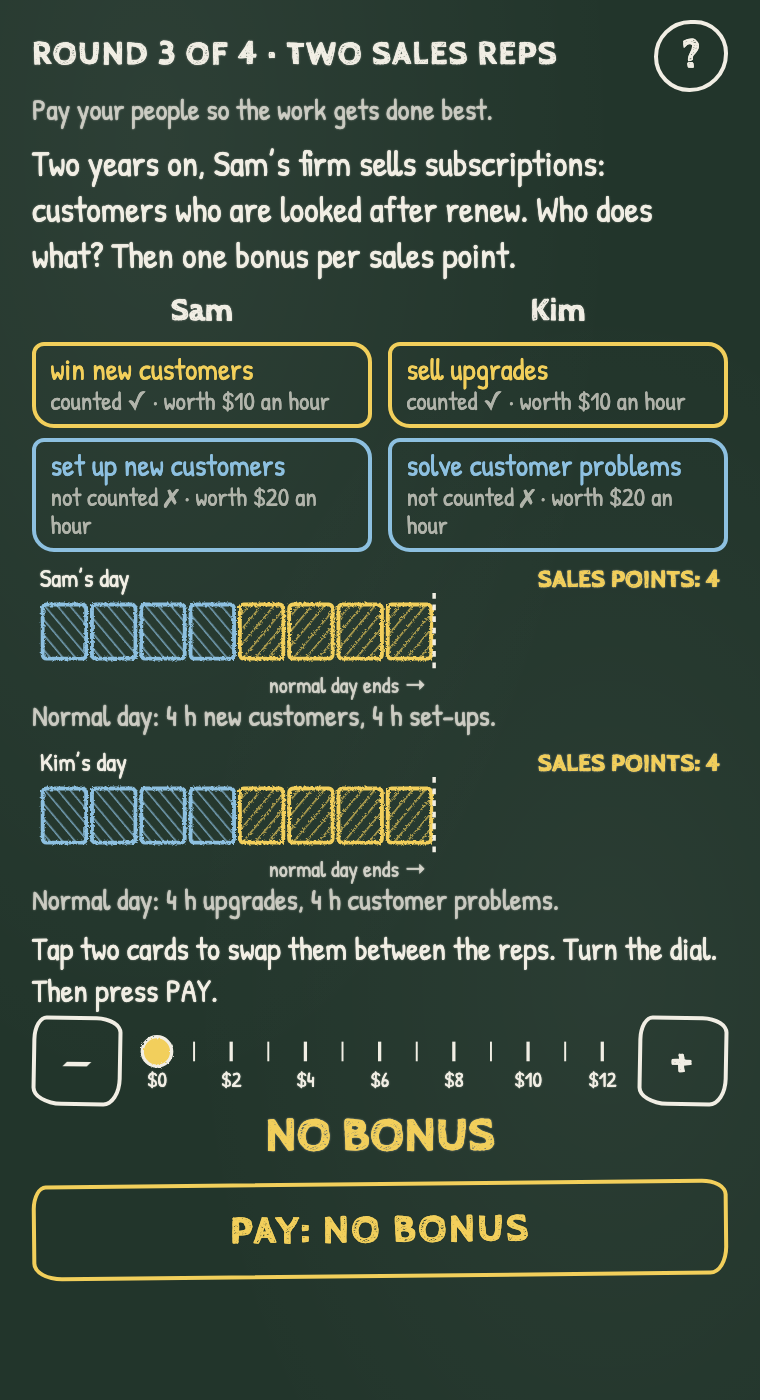 ROUND 3 OF 4 · TWO SALES REPS
?
Pay your people so the work gets done best.
Two years on, Sam's firm sells subscriptions:
customers who are looked after renew. Who does
what? Then one bonus per sales point.
Sam
Kim
win new customers
counted ✓ · worth $10 an hour
sell upgrades
counted ✓ · worth $10 an hour
set up new customers
not counted ✗ · worth $20 an
hour
solve customer problems
not counted ✗ · worth $20 an
hour
Sam's day
SALES POINTS: 4
normal day ends →
Normal day: 4 h new customers, 4 h set-ups.
Kim's day
SALES POINTS: 4
normal day ends →
Normal day: 4 h upgrades, 4 h customer problems.
Tap two cards to swap them between the reps. Turn the dial.
Then press PAY.
–
$0 $2 $4 $6 $8 $10 $12
+
NO BONUS
PAY: NO BONUS